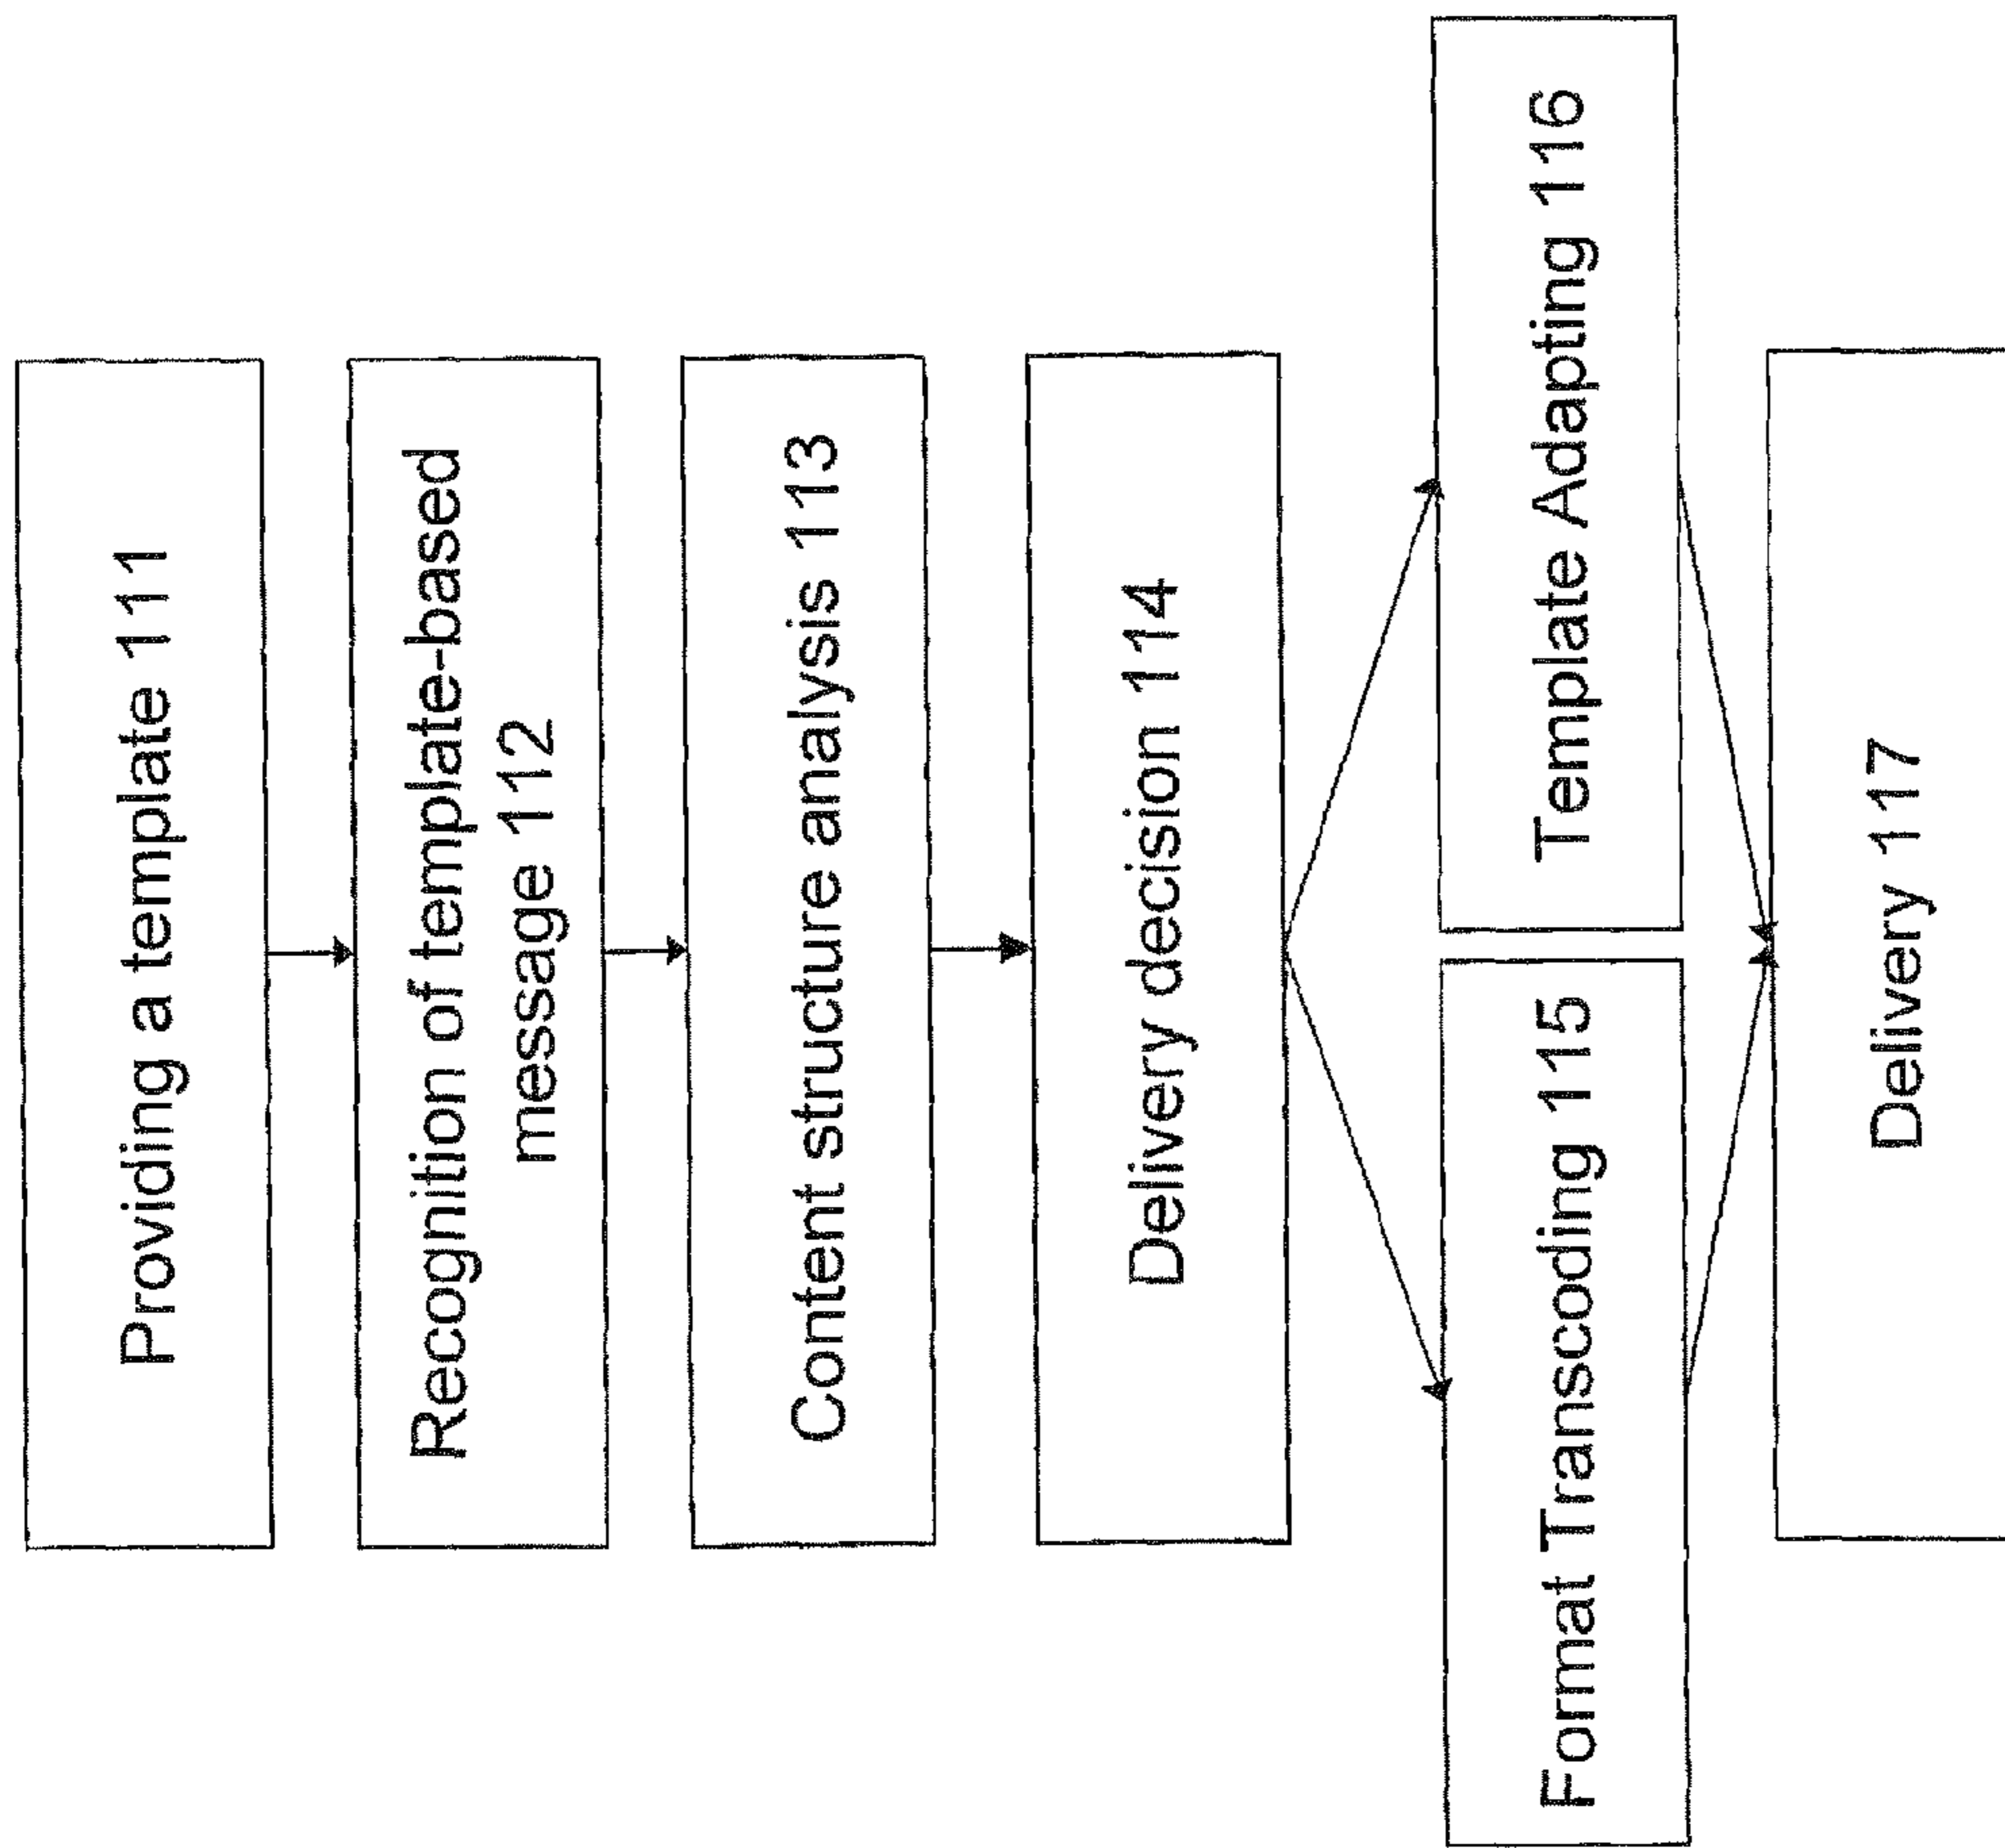 Providing a template 111
Recognition of template-based
message 112
Content structure analysis 113
Delivery decision 114
Format Transcoding 115
Template Adapting 116
Delivery 117